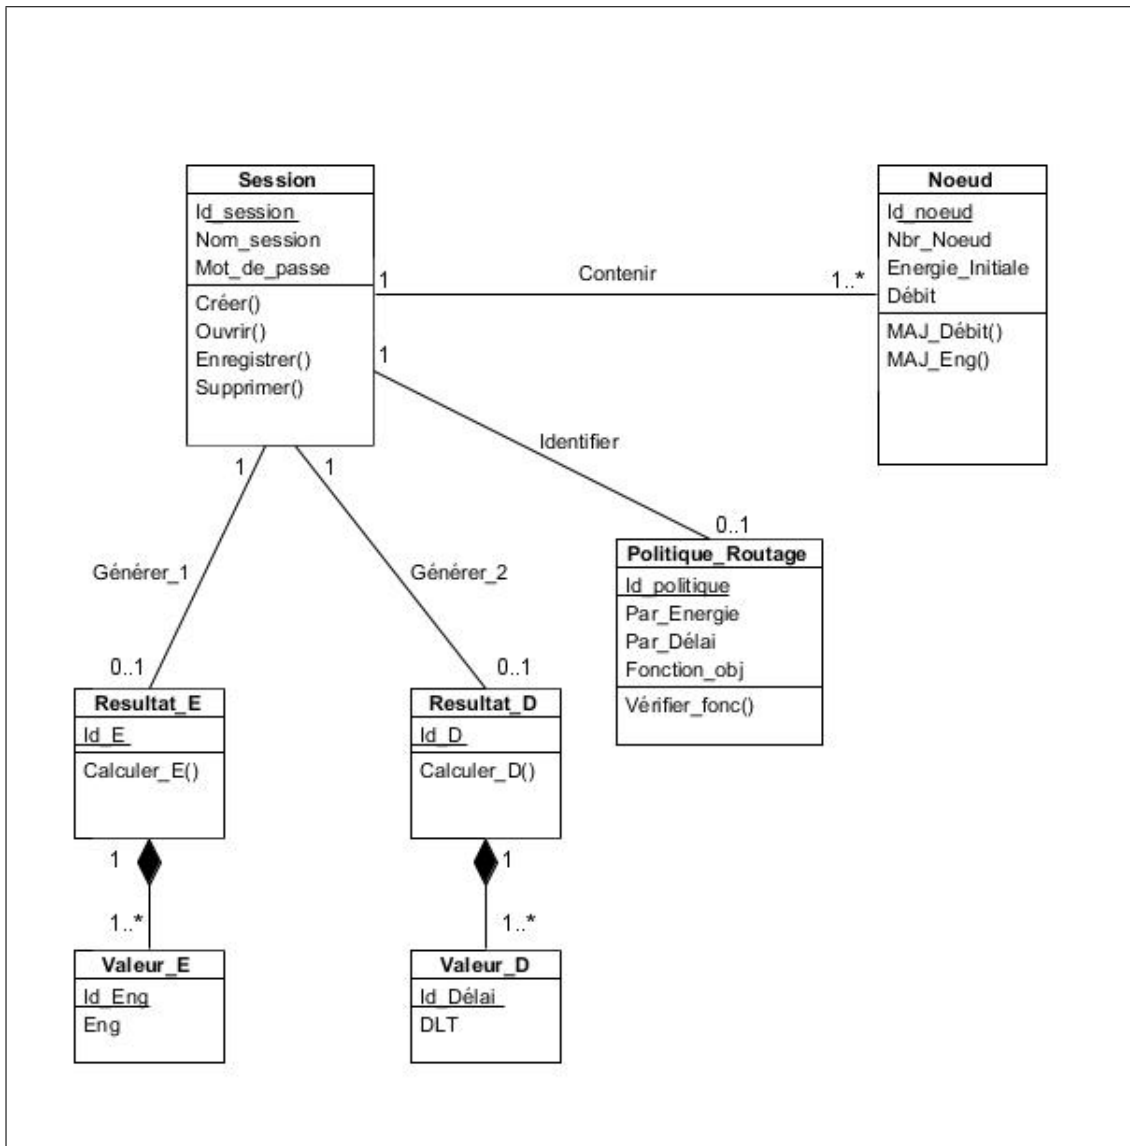 Session
Id_session
Nom_session
Mot_de_passe
Créer()
Ouvrir()
Enregistrer()
Supprimer()
Noeud
Id_noeud
Nbr_Noeud
Energie_Initiale
Débit
MAJ_Débit()
MAJ_Eng()
1
Contenir
1..*
1
Identifier
0..1
1
1
Générer_1
Générer_2
0..1
0..1
Politique_Routage
Id_politique
Par_Energie
Par_Délai
Fonction_obj
Vérifier_fonc()
Resultat_E
Id_E
Calculer_E()
Resultat_D
Id_D
Calculer_D()
1
1..*
1
1..*
Valeur_E
Id_Eng
Eng
Valeur_D
Id_Délai
DLT